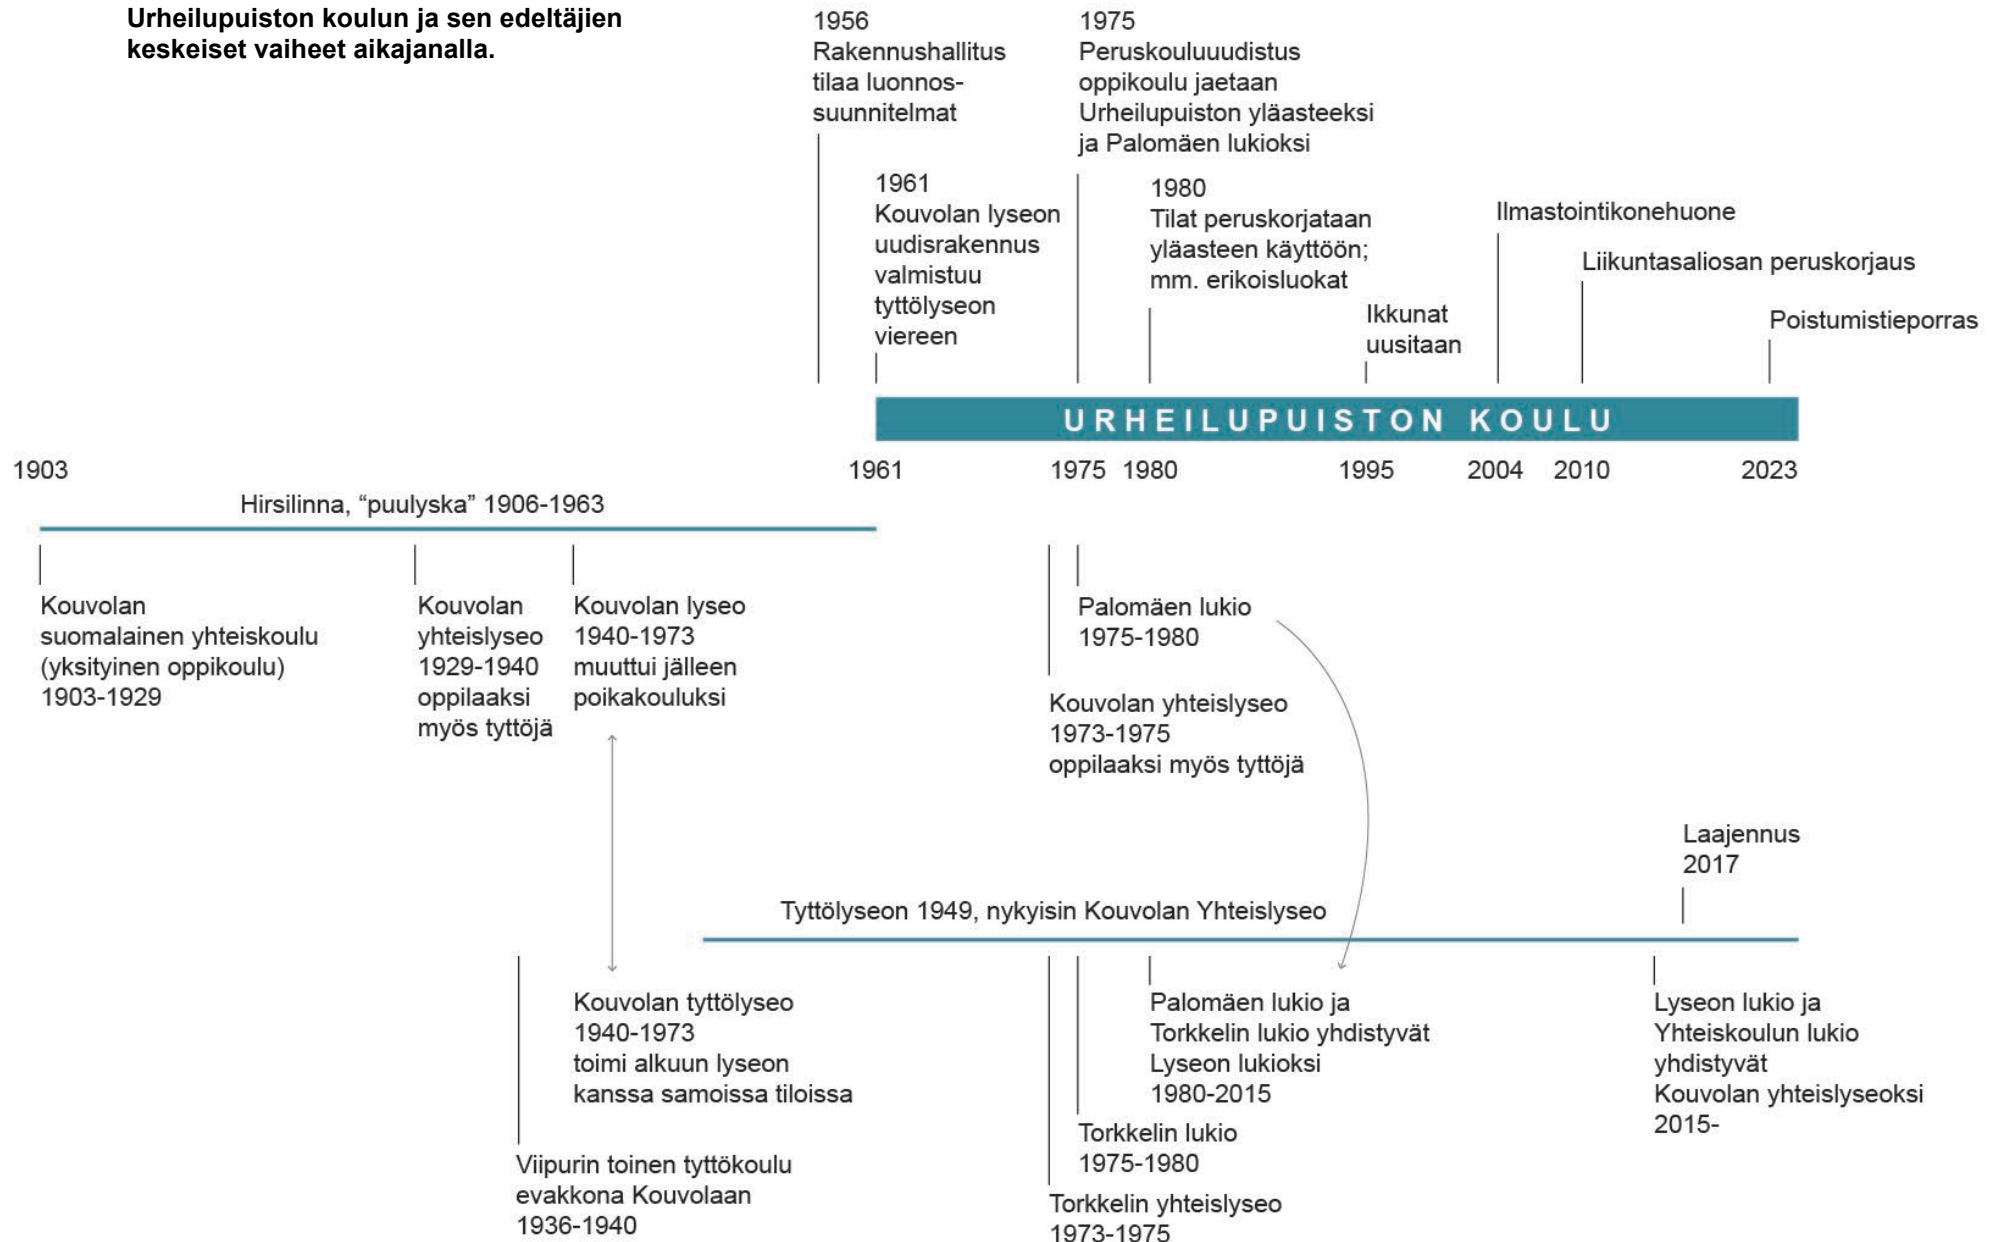 Urheilupuiston koulun ja sen edeltäjien
keskeiset vaiheet aikajanalla.
1956
Rakennushallitus
tilaa luonnos-
suunnitelmat
1961
Kouvolan lyseon
uudisrakennus
valmistuu
tyttölyseon
viereen
1975
Peruskouluuudistus
oppikoulu jaetaan
Urheilupuiston yläasteeksi
ja Palomäen lukioksi
1980
Tilat peruskorjataan
yläasteen käyttöön;
mm. erikoisluokat
Ikkunat
uusitaan
Ilmastointikonehuone
Liikuntasaliosan peruskorjaus
Poistumistieporras
URHEILUPUISTON KOULU
1903
1961
1975
1980
1995
2004
2010
2023
Hirsilinna, “puulyska” 1906-1963
Kouvolan
suomalainen yhteiskoulu
(yksityinen oppikoulu)
1903-1929
Kouvolan
yhteislyseo
1929-1940
oppilaaksi
myös tyttöjä
Kouvolan lyseo
1940-1973
muuttui jälleen
poikakouluksi
Palomäen lukio
1975-1980
Kouvolan yhteislyseo
1973-1975
oppilaaksi myös tyttöjä
Laajennus
2017
Tyttölyseon 1949, nykyisin Kouvolan Yhteislyseo
Kouvolan tyttölyseo
1940-1973
toimi alkuun lyseon
kanssa samoissa tiloissa
Viipurin toinen tyttökoulu
evakkona Kouvolaan
1936-1940
Palomäen lukio ja
Torkkelin lukio yhdistyvät
Lyseon lukioksi
1980-2015
Torkkelin lukio
1975-1980
Torkkelin yhteislyseo
1973-1975
Lyseon lukio ja
Yhteiskoulun lukio
yhdistyvät
Kouvolan yhteislyseoksi
2015-